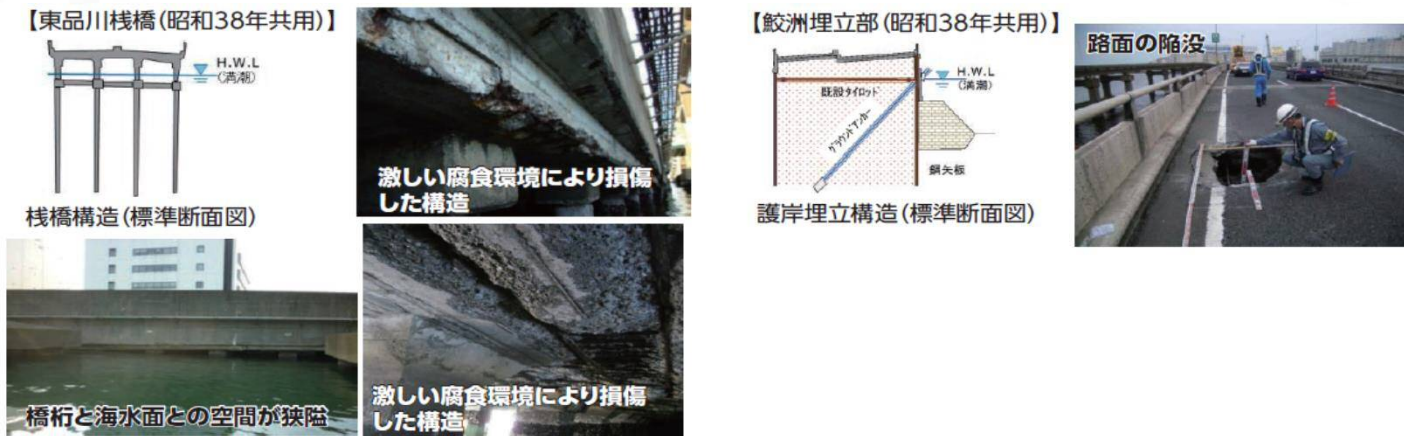 【東品川桟橋(昭和38年共用)】
H.W.L
(満潮)
桟橋構造(標準断面図)
激しい腐食環境により損傷
した構造
橋桁と海水面との空間が狭隘
激しい腐食環境により損傷
した構造
【鮫洲埋立部(昭和38年共用)】
H.W.L
(満潮)
既設タイロッド
グラウンドアンカー
鋼矢板
護岸埋立構造(標準断面図)
路面の陥没